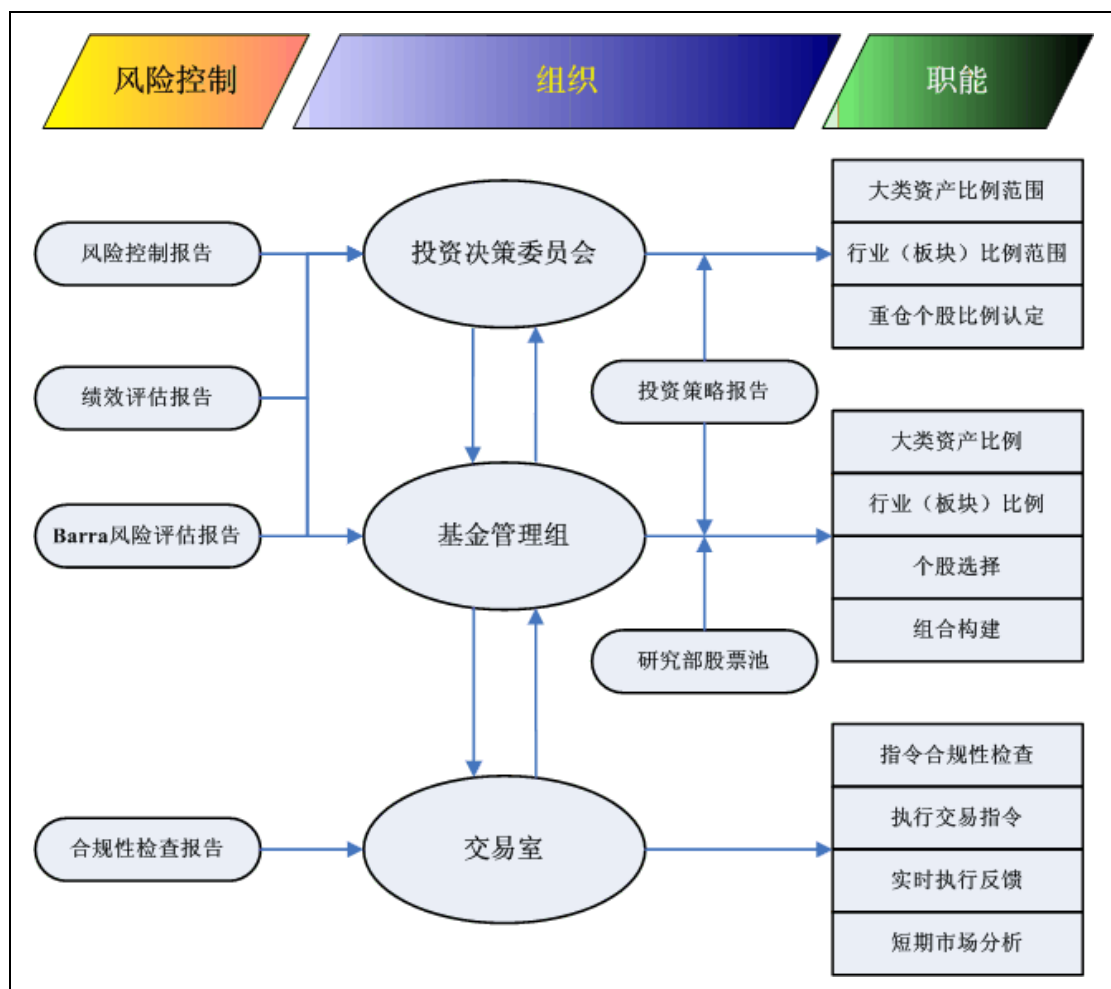 风险控制
组织
职能
风险控制报告
绩效评估报告
Barra风险评估报告
合规性检查报告
投资决策委员会
基金管理组
交易室
投资策略报告
研究部股票池
大类资产比例范围
行业（板块）比例范围
重仓个股比例认定
大类资产比例
行业（板块）比例
个股选择
组合构建
指令合规性检查
执行交易指令
实时执行反馈
短期市场分析